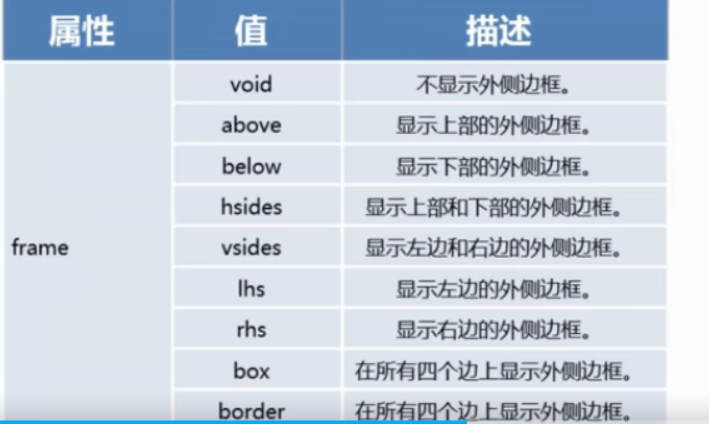 属性 值 描述
void 不显示外侧边框。
above 显示上部的外侧边框。
below 显示下部的外侧边框。
hsides 显示上部和下部的外侧边框。
frame vsides 显示左边和右边的外侧边框。
lhs 显示左边的外侧边框。
rhs 显示右边的外侧边框。
box 在所有四个边上显示外侧边框。
border 在所有四个边上显示外侧边框。